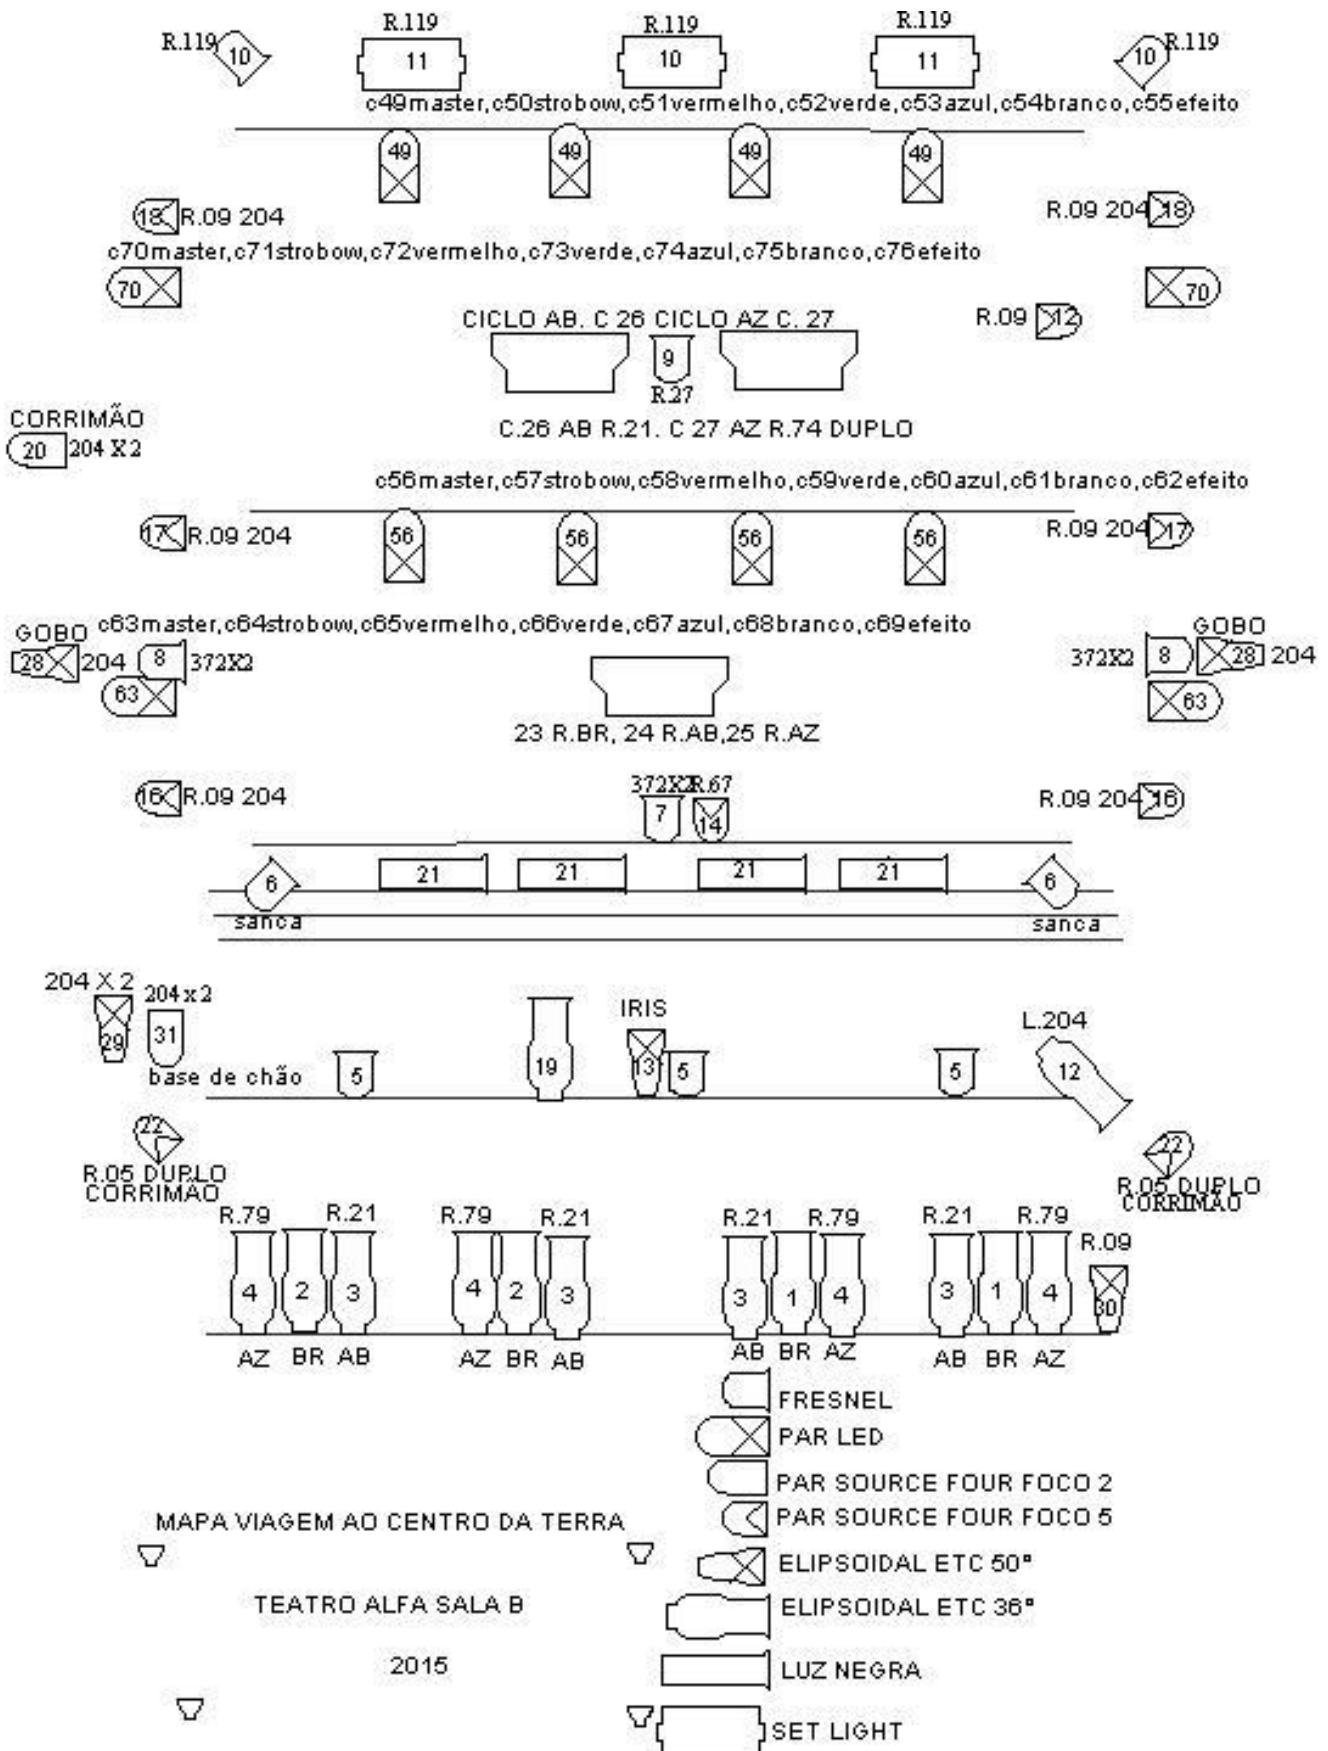 R.119 R.119 R.119 R.119 R.119
10 11 10 11 10
c49master,c50strobow,c51vermelho,c52verde,c53azul,c54branco,c55efeito
49 49 49 49
18 R.09 204 R.09 204 18
c70master,c71strobow,c72vermelho,c73verde,c74azul,c75branco,c76efeito
70 70
CICLO AB. C 26 CICLO AZ C. 27 R.09 12
9
R.27
CORRIMÃO
C.26 AB R.21. C 27 AZ R.74 DUPLO
20 204 X 2
c56master,c57strobow,c58vermelho,c59verde,c60azul,c61branco,c62efeito
17 R.09 204 56 56 56 56 R.09 204 17
c63master,c64strobow,c65vermelho,c66verde,c67azul,c68branco,c69efeito
GOBO GOBO
28 204 8 372X2 372X2 8 28 204
63 63
23 R.BR, 24 R.AB,25 R.AZ
372X2 R.67
16 R.09 204 R.09 204 16
7 14
6 21 21 21 21 6
sanca sanca
204 X 2 204 x 2 IRIS L.204
29 31 5 19 13 5 5 12
base de chão
22 22
R.05 DUPLO R.05 DUPLO
CORRIMAO CORRIMÃO
R.79 R.21 R.79 R.21 R.21 R.79 R.21 R.79
R.09
4 2 3 4 2 3 3 1 4 3 1 4 30
AZ BR AB AZ BR AB AB BR AZ AB BR AZ
FRESNEL
PAR LED
PAR SOURCE FOUR FOCO 2
PAR SOURCE FOUR FOCO 5
MAPA VIAGEM AO CENTRO DA TERRA
ELIPSOIDAL ETC 50°
TEATRO ALFA SALA B
ELIPSOIDAL ETC 36°
2015
LUZ NEGRA
SET LIGHT